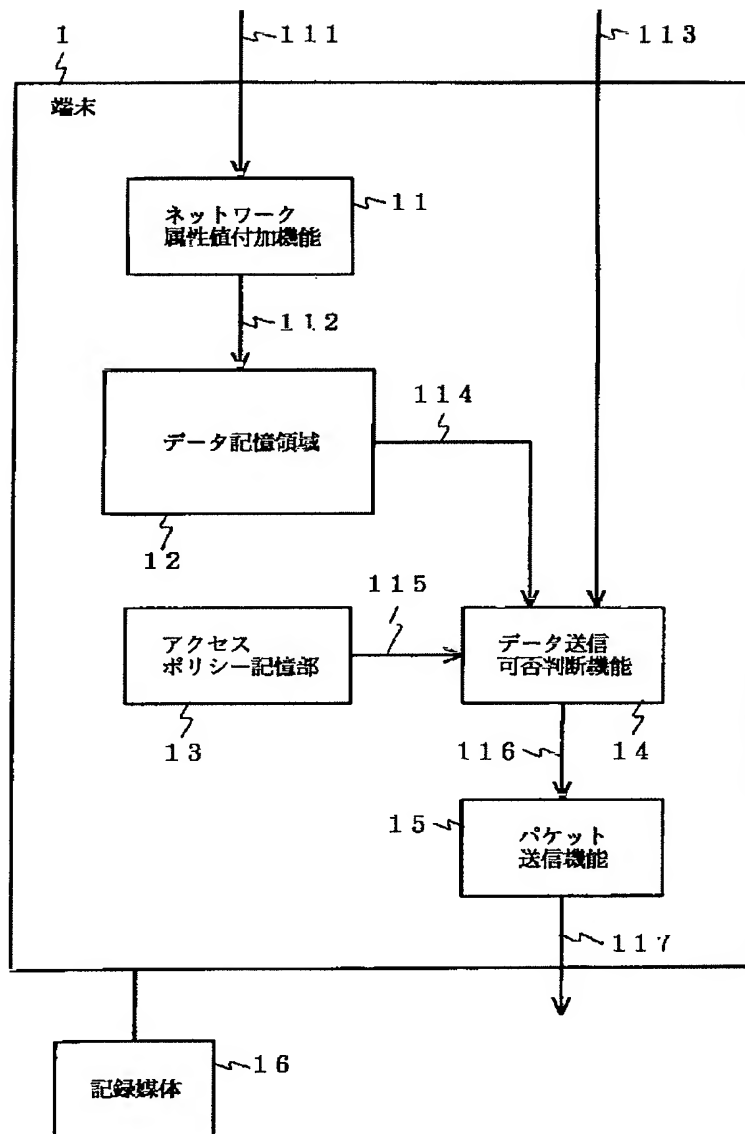 1
111
113
端末
ネットワーク
属性値付加機能
11
112
データ記憶領域
114
12
115
アクセス
ポリシー記憶部
データ送信
可否判断機能
13
116
14
15
パケット
送信機能
117
記録媒体
16